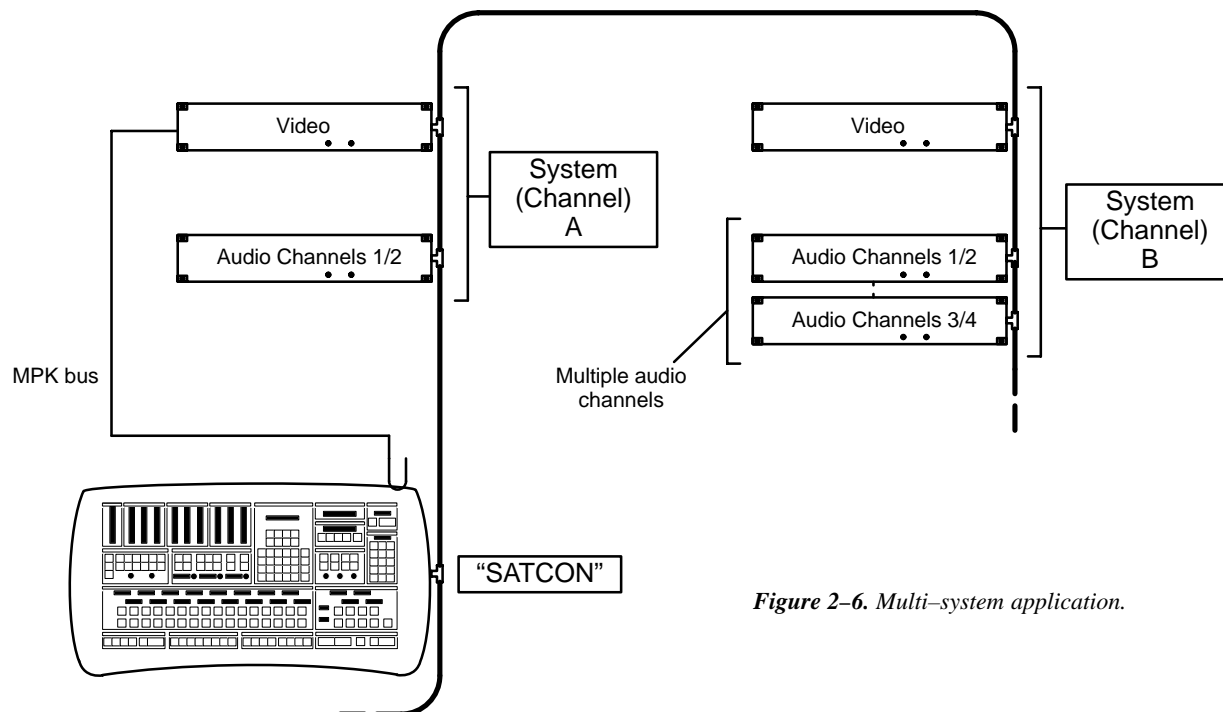 Video
Video
System
(Channel)
A
System
(Channel)
B
Audio Channels 1/2
Audio Channels 1/2
Audio Channels 3/4
MPK bus
Multiple audio
channels
“SATCON”
Figure 2–6. Multi–system application.